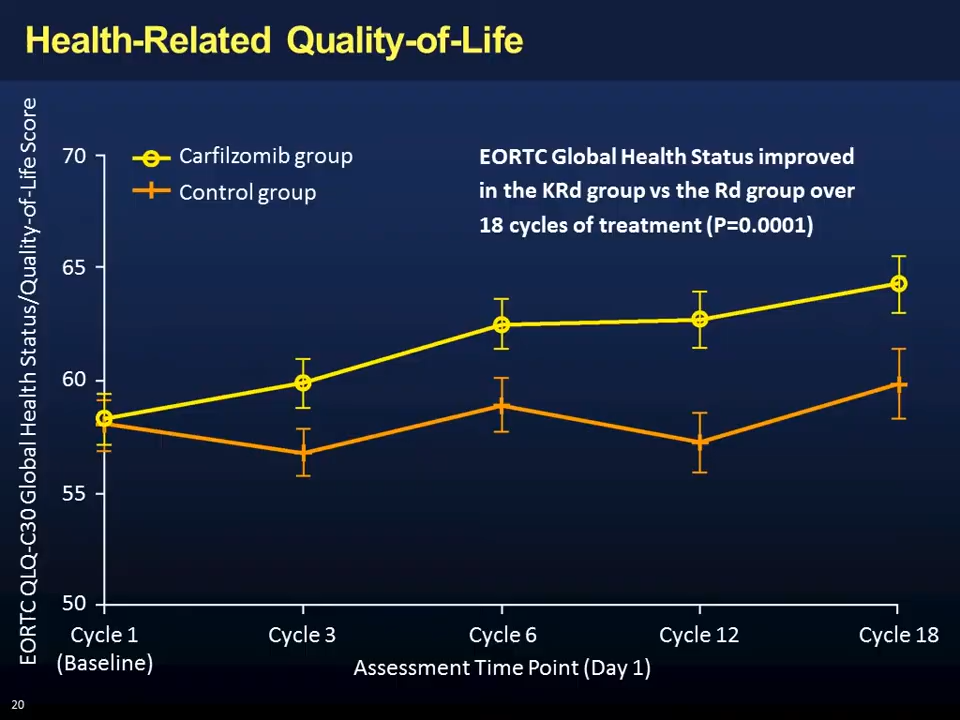 Health-Related Quality-of-Life
EORTC QLQ-C30 Global Health Status/Quality-of-Life Score
70
65
60
55
50
Carfilzomib group
Control group
EORTC Global Health Status improved
in the KRd group vs the Rd group over
18 cycles of treatment (P=0.0001)
Cycle 1
(Baseline)
Cycle 3
Cycle 6
Cycle 12
Cycle 18
Assessment Time Point (Day 1)
20